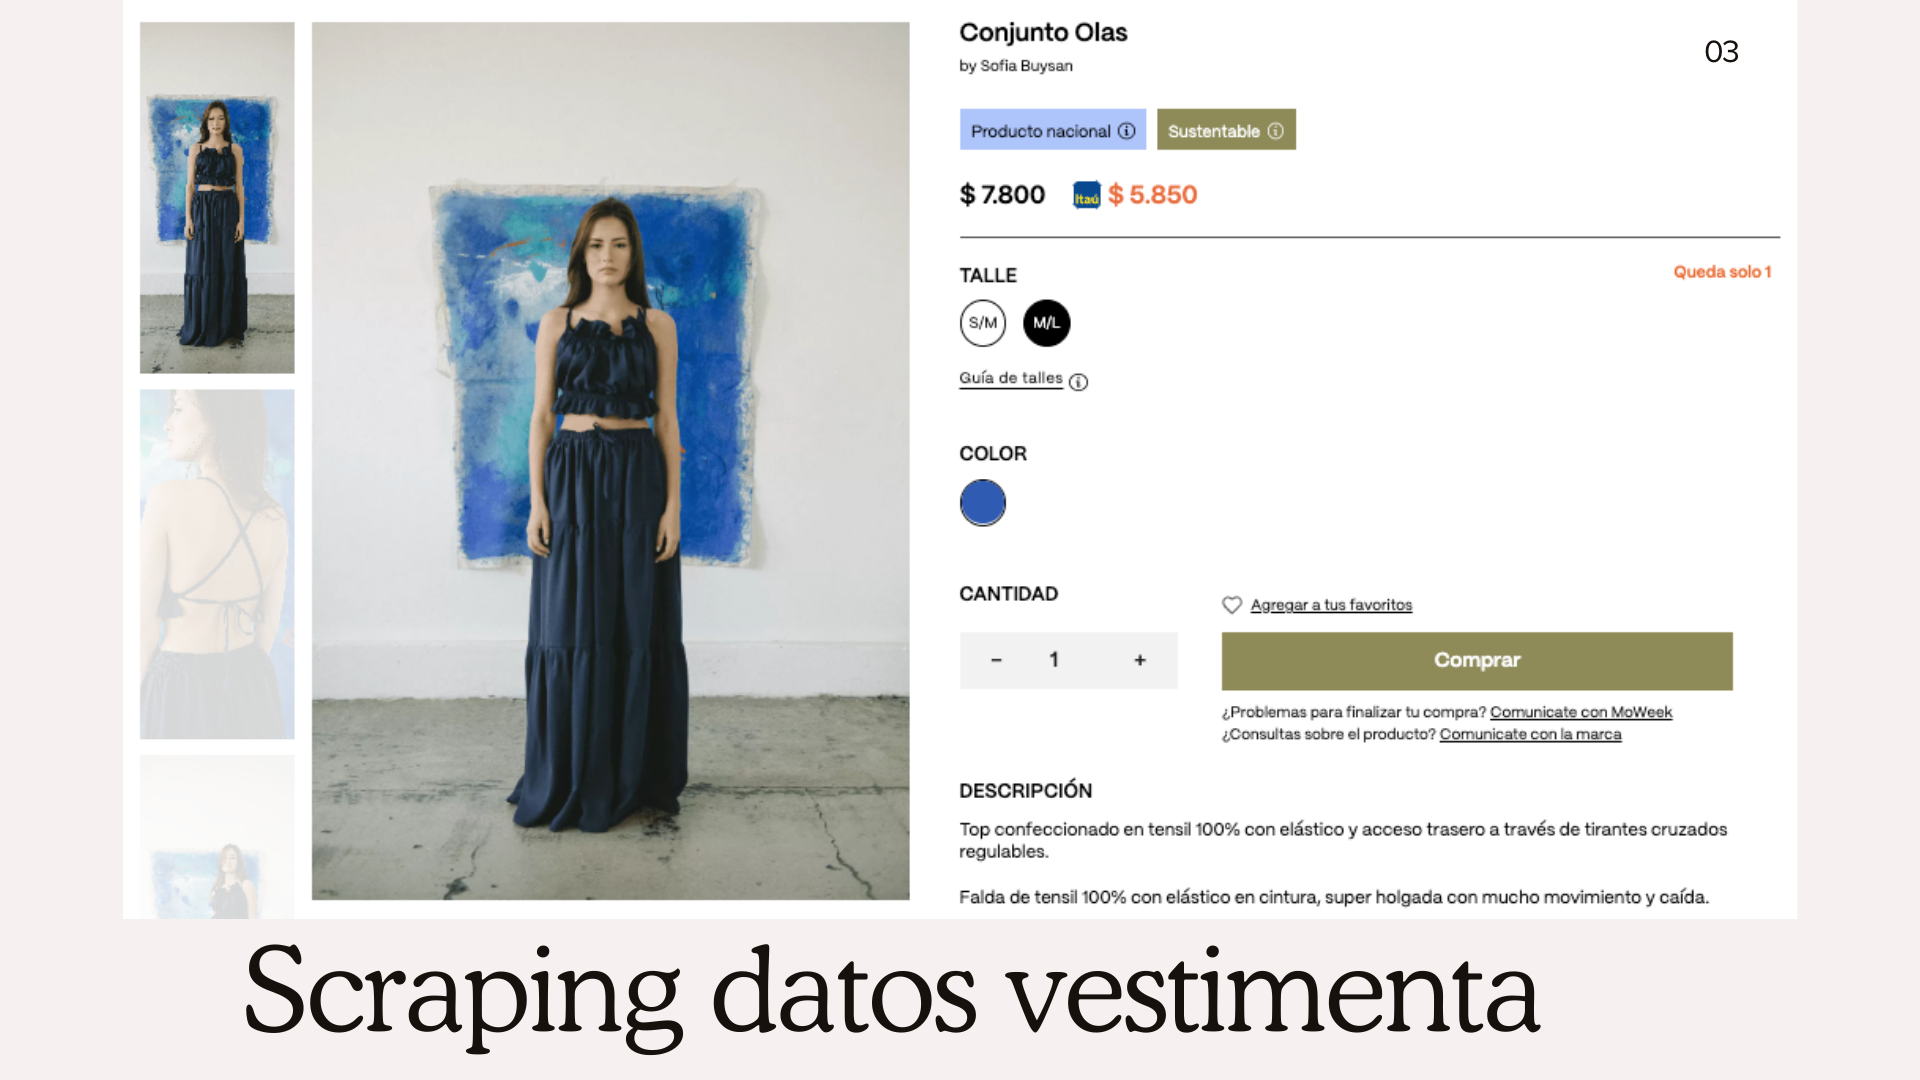 Conjunto Olas
by Sofia Buysan
03
Producto nacional
Sustentable
$ 7.800
Itaú $ 5.850
TALLE
Queda solo 1
S/M
M/L
Guía de talles
COLOR
CANTIDAD
Agregar a tus favoritos
− 1 +
Comprar
¿Problemas para finalizar tu compra? Comunicate con MoWeek
¿Consultas sobre el producto? Comunicate con la marca
DESCRIPCIÓN
Top confeccionado en tensil 100% con elástico y acceso trasero a través de tirantes cruzados
regulables.
Falda de tensil 100% con elástico en cintura, super holgada con mucho movimiento y caída.
Scraping datos vestimenta